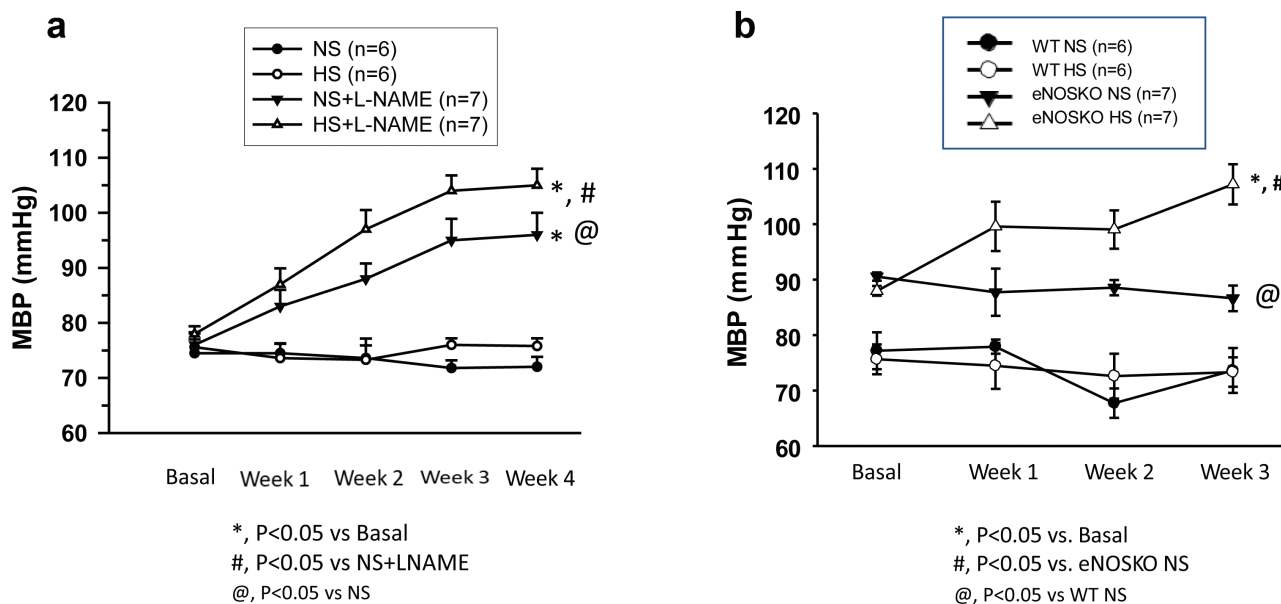 a
NS (n=6)
HS (n=6)
NS+L-NAME (n=7)
HS+L-NAME (n=7)
MBP (mmHg)
120
110
100
90
80
70
60
*, #
* @
Basal
Week 1
Week 2
Week 3
Week 4
*, P<0.05 vs Basal
#, P<0.05 vs NS+LNAME
@, P<0.05 vs NS
b
WT NS (n=6)
WT HS (n=6)
eNOSKO NS (n=7)
eNOSKO HS (n=7)
MBP (mmHg)
120
110
100
90
80
70
60
*, #
@
Basal
Week 1
Week 2
Week 3
*, P<0.05 vs. Basal
#, P<0.05 vs. eNOSKO NS
@, P<0.05 vs WT NS